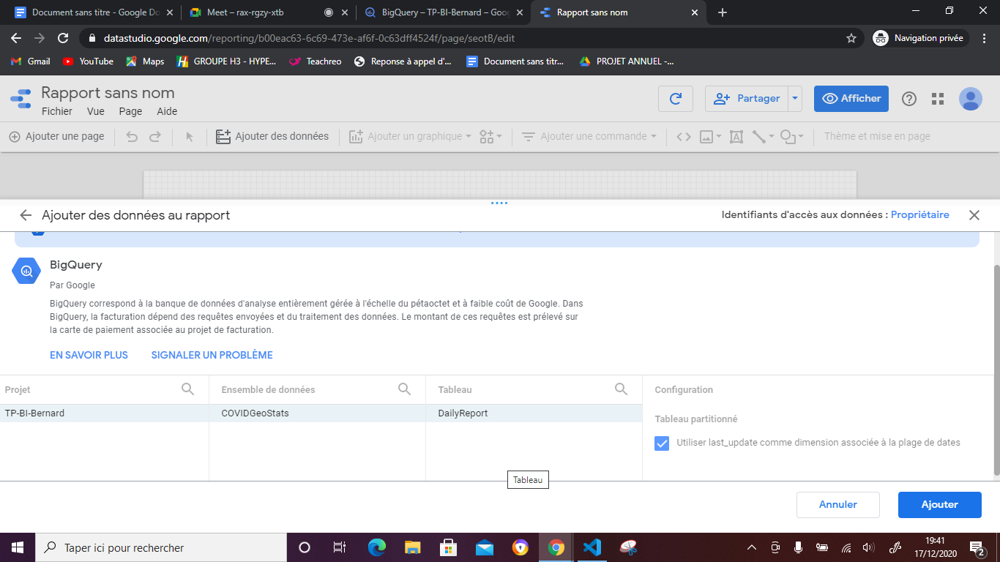 Document sans titre - Google Do
Meet – rax-rgzy-xtb
BigQuery – TP-BI-Bernard – Goog
Rapport sans nom
datastudio.google.com/reporting/b00eac63-6c69-473e-af6f-0c63dff4524f/page/seotB/edit
Navigation privée
Gmail
YouTube
Maps
GROUPE H3 - HYPE...
Teachreo
Reponse à appel d'...
Document sans titr...
PROJET ANNUEL -...
Rapport sans nom
Fichier Vue Page Aide
Partager
Afficher
Ajouter une page
Ajouter des données
Ajouter un graphique
Ajouter une commande
Thème et mise en page
Ajouter des données au rapport
Identifiants d'accès aux données : Propriétaire
BigQuery
Par Google
BigQuery correspond à la banque de données d'analyse entièrement gérée à l'échelle du pétaoctet et à faible coût de Google. Dans
BigQuery, la facturation dépend des requêtes envoyées et du traitement des données. Le montant de ces requêtes est prélevé sur
la carte de paiement associée au projet de facturation.
EN SAVOIR PLUS
SIGNALER UN PROBLÈME
Projet
Ensemble de données
Tableau
Configuration
TP-BI-Bernard
COVIDGeoStats
DailyReport
Tableau partitionné
Utiliser last_update comme dimension associée à la plage de dates
Tableau
Annuler
Ajouter
Taper ici pour rechercher
19:41
17/12/2020
2